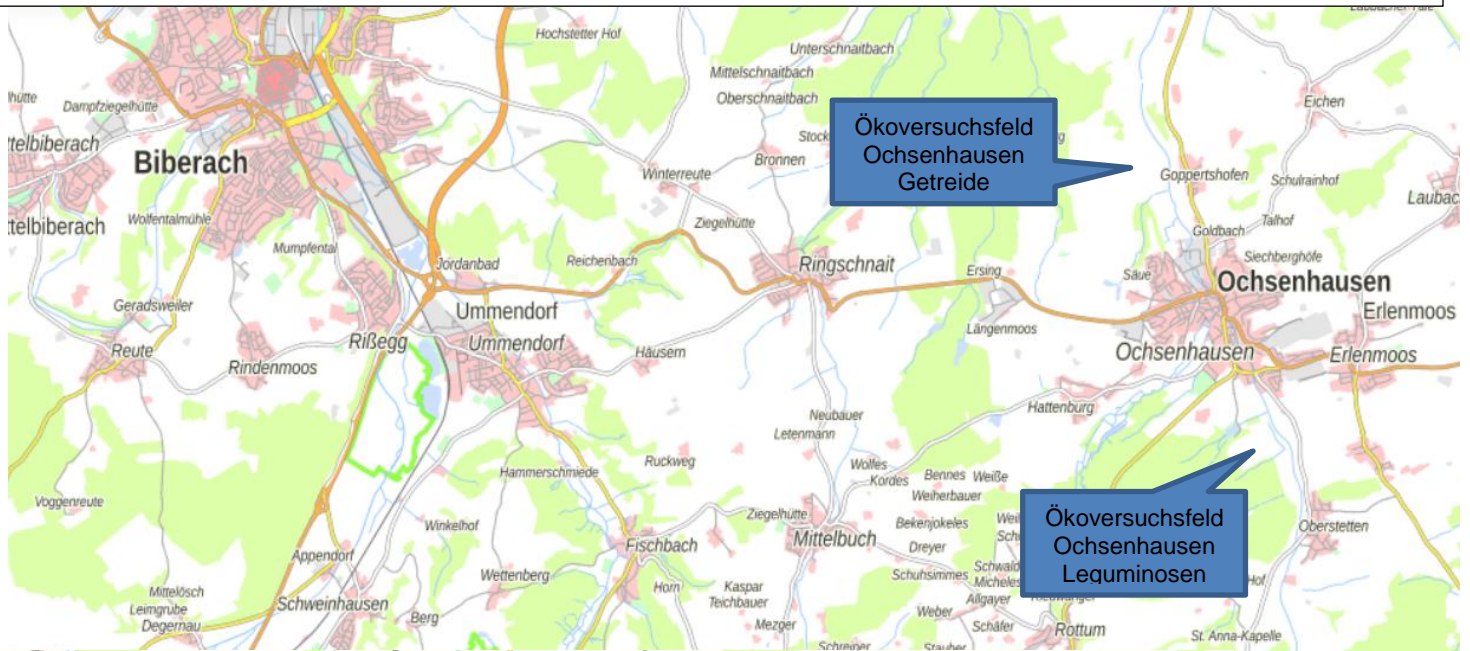 Hochstetter Hof
Unterschnaitbach
Mittelschnaitbach
Oberschnaitbach
Dampfziegelhütte
Eichen
Biberach
Bronnen
Winterreute
Ökoversuchsfeld
Ochsenhausen
Getreide
Goppertshofen
Schulrainhof
Wolfentalmühle
Ziegelhütte
Talhof
Goldbach
Mumpfental
Jordanbad
Reichenbach
Ringschnait
Ersing
Säue
Siechberghöfe
Ochsenhausen
Geradsweiler
Ummendorf
Längenmoos
Erlenmoos
Reute
Rindenmoos
Rißegg
Ummendorf
Häusern
Ochsenhausen
Erlenmoos
Neubauer
Letenmann
Hattenburg
Hammerschmiede
Ruckweg
Wolfes
Kordes
Bennes
Weiße
Weiherbauer
Voggenreute
Winkelhof
Ziegelhütte
Bekenjokeles
Ökoversuchsfeld
Ochsenhausen
Leguminosen
Oberstetten
Appendorf
Fischbach
Mittelbuch
Dreyer
Mittelösch
Leimgrube
Degernau
Schweinhausen
Wettenberg
Berg
Horn
Kaspar
Teichbauer
Mezger
Schuhsimmes
Micheles
Allgayer
Weber
Schäfer
Rottum
Hof
St. Anna-Kapelle
Schreiner
Stauber